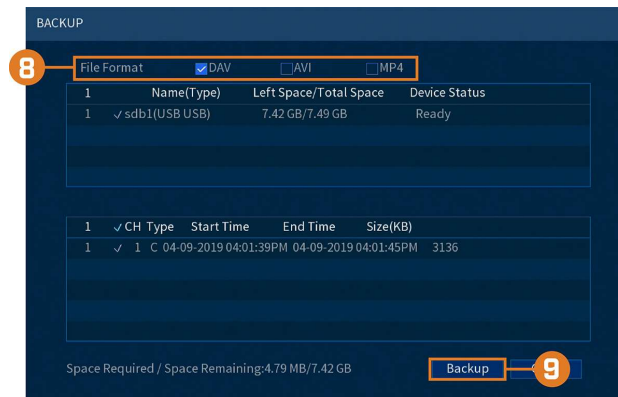 BACKUP
8 File Format DAV AVI MP4
1 Name(Type) Left Space/Total Space Device Status
1 sdb1(USB USB) 7.42 GB/7.49 GB Ready
1 CH Type Start Time End Time Size(KB)
1 1 C 04-09-2019 04:01:39PM 04-09-2019 04:01:45PM 3136
Space Required / Space Remaining:4.79 MB/7.42 GB Backup 9